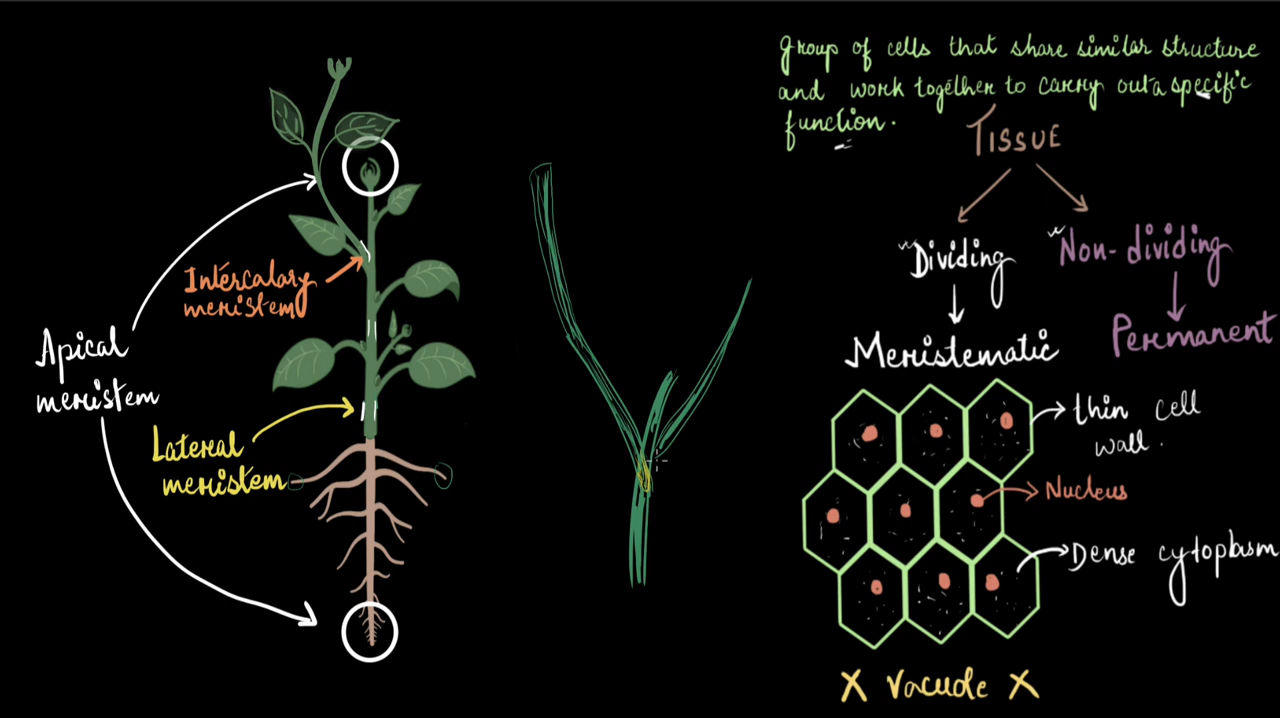 Group of cells that share similar structure
and work together to carry out a specific
function.
TISSUE
"Dividing
"Non-dividing
Meristematic
Permanent
Intercalary
meristem
Apical
meristem
Lateral
meristem
thin cell
wall.
Nucleus
Dense cytoplasm
X Vacuole X